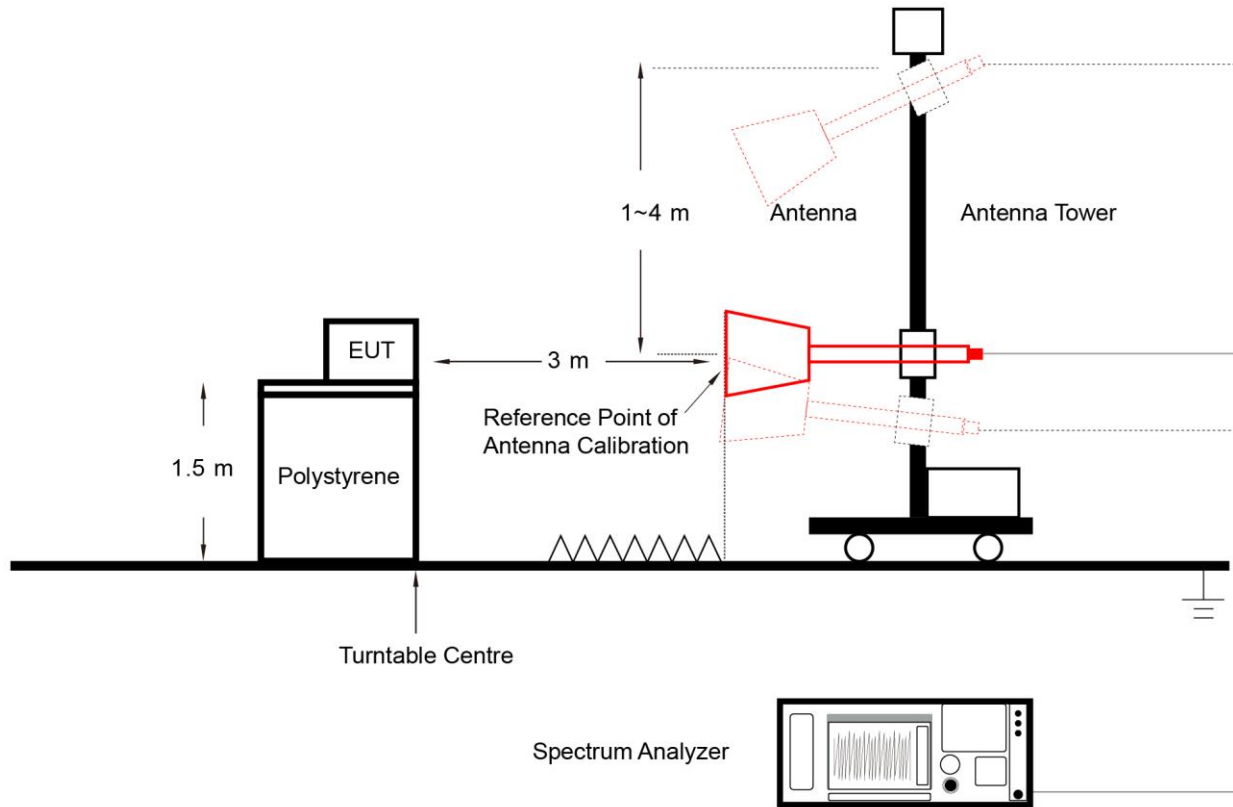 1~4 m
Antenna
Antenna Tower
EUT
3 m
Reference Point of
Antenna Calibration
1.5 m
Polystyrene
Turntable Centre
Spectrum Analyzer